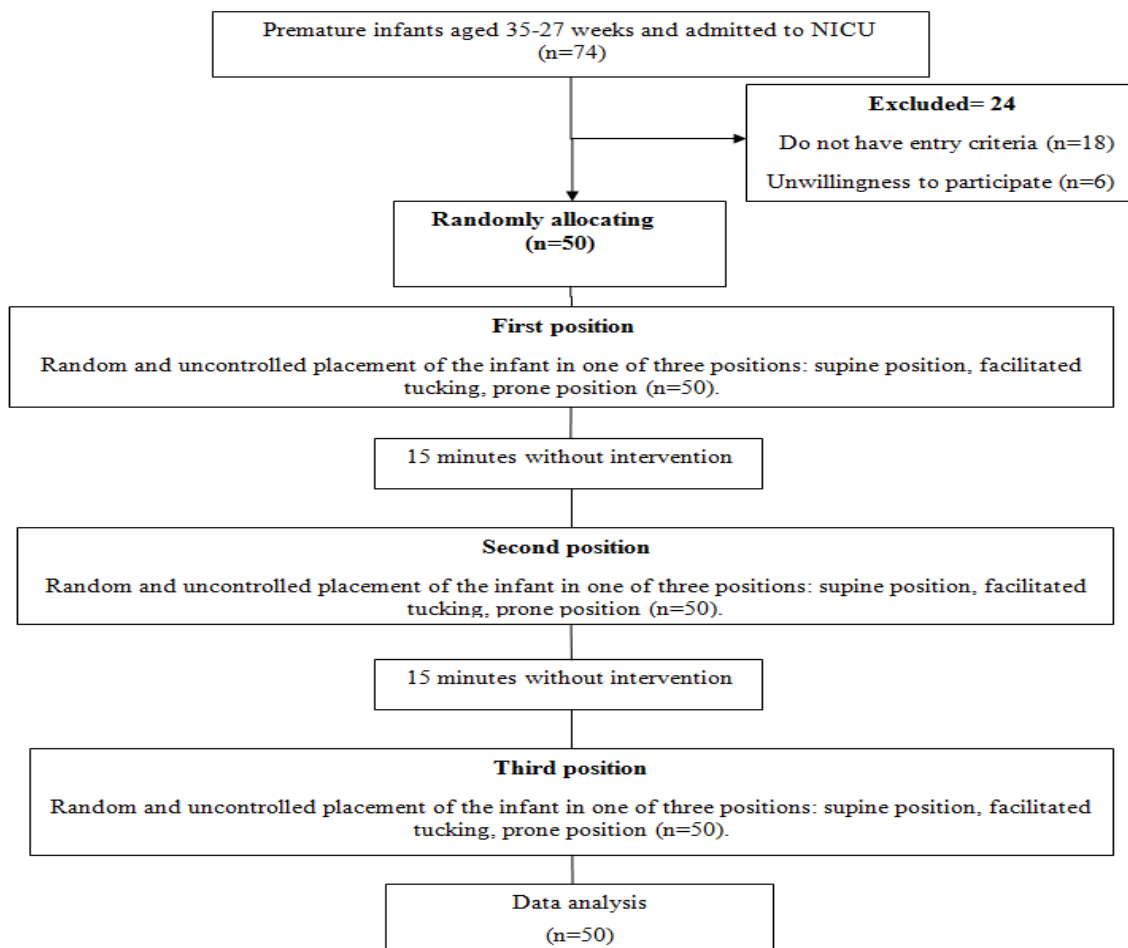 Premature infants aged 35-27 weeks and admitted to NICU
(n=74)
Excluded= 24
Do not have entry criteria (n=18)
Unwillingness to participate (n=6)
Randomly allocating
(n=50)
First position
Random and uncontrolled placement of the infant in one of three positions: supine position, facilitated
tucking, prone position (n=50).
15 minutes without intervention
Second position
Random and uncontrolled placement of the infant in one of three positions: supine position, facilitated
tucking, prone position (n=50).
15 minutes without intervention
Third position
Random and uncontrolled placement of the infant in one of three positions: supine position, facilitated
tucking, prone position (n=50).
Data analysis
(n=50)